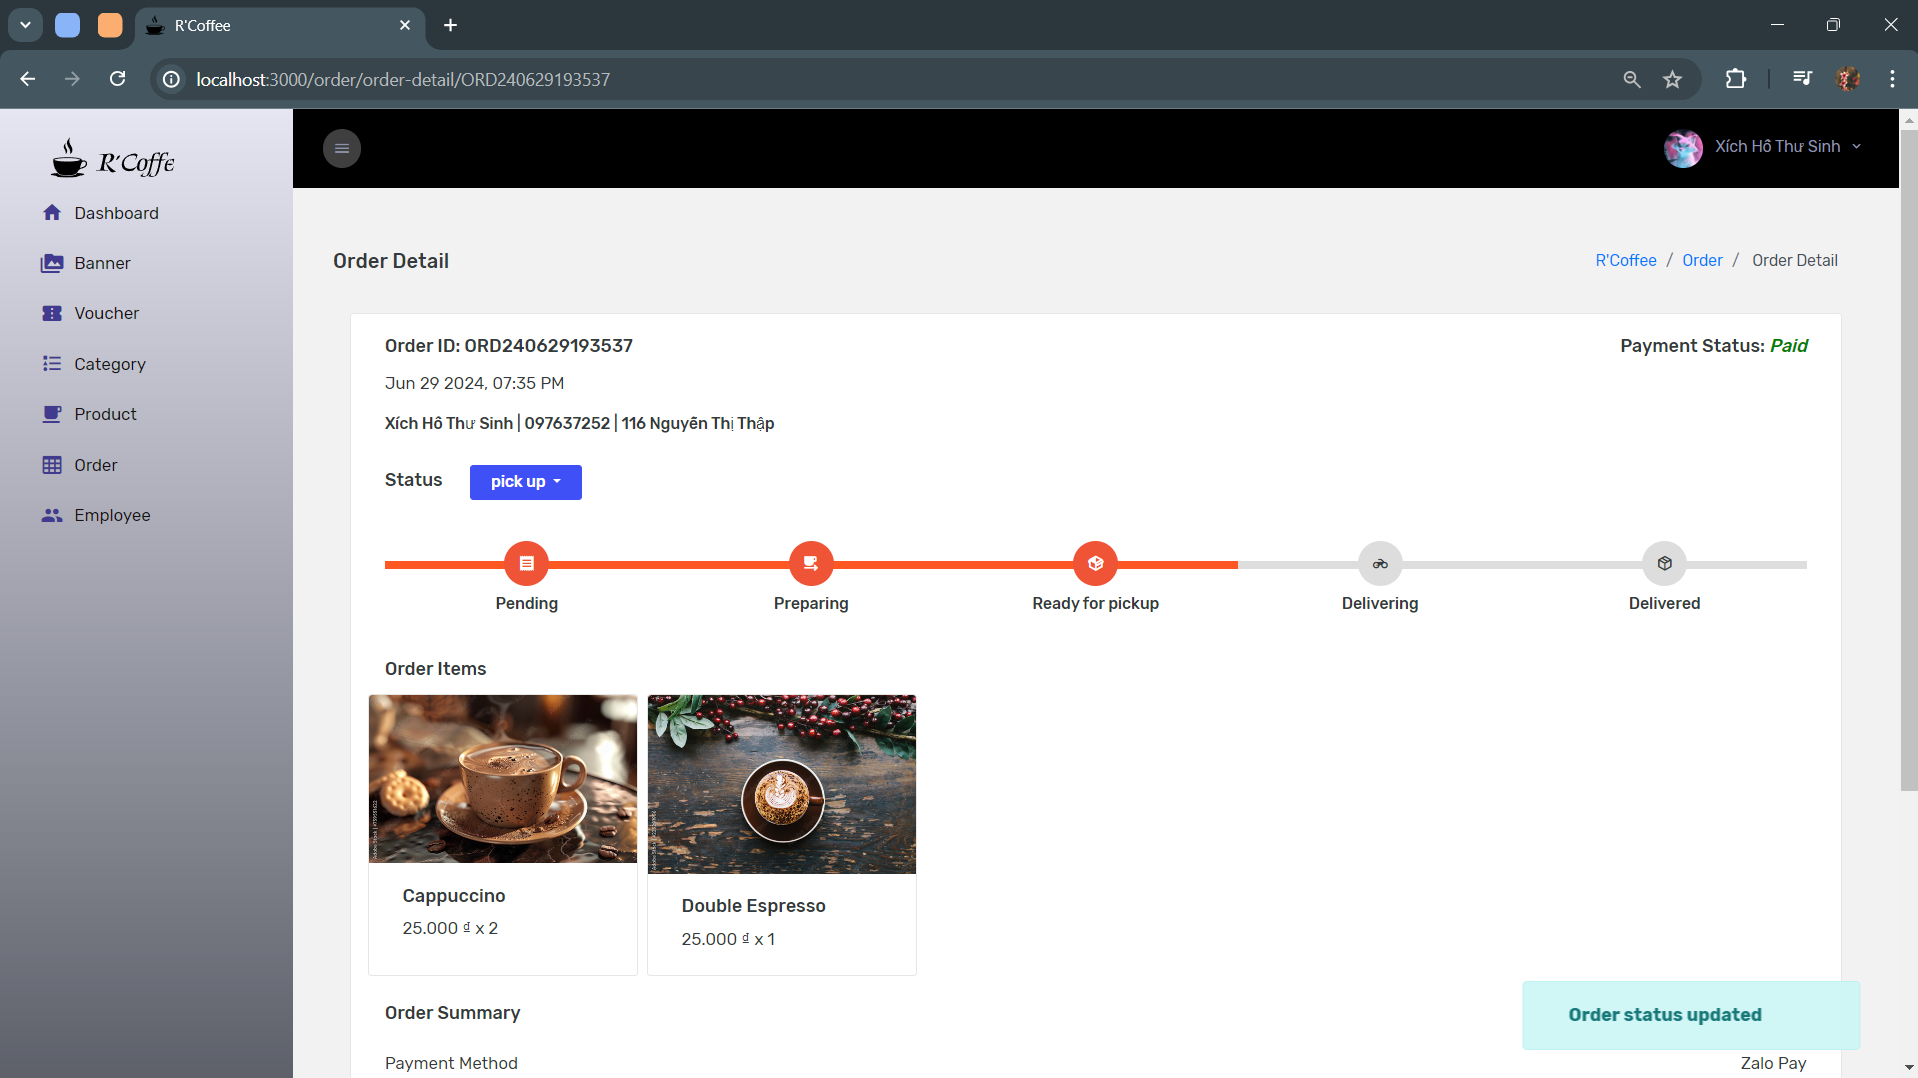 R'Coffee
localhost:3000/order/order-detail/ORD240629193537
R'Coffe
Xích Hồ Thư Sinh
Dashboard
Banner
Voucher
Category
Product
Order
Employee
Order Detail
R'Coffee / Order / Order Detail
Order ID: ORD240629193537
Payment Status: Paid
Jun 29 2024, 07:35 PM
Xích Hồ Thư Sinh | 097637252 | 116 Nguyễn Thị Thập
Status
pick up
Pending
Preparing
Ready for pickup
Delivering
Delivered
Order Items
Cappuccino
25.000 ₫ x 2
Double Espresso
25.000 ₫ x 1
Order Summary
Order status updated
Payment Method
Zalo Pay